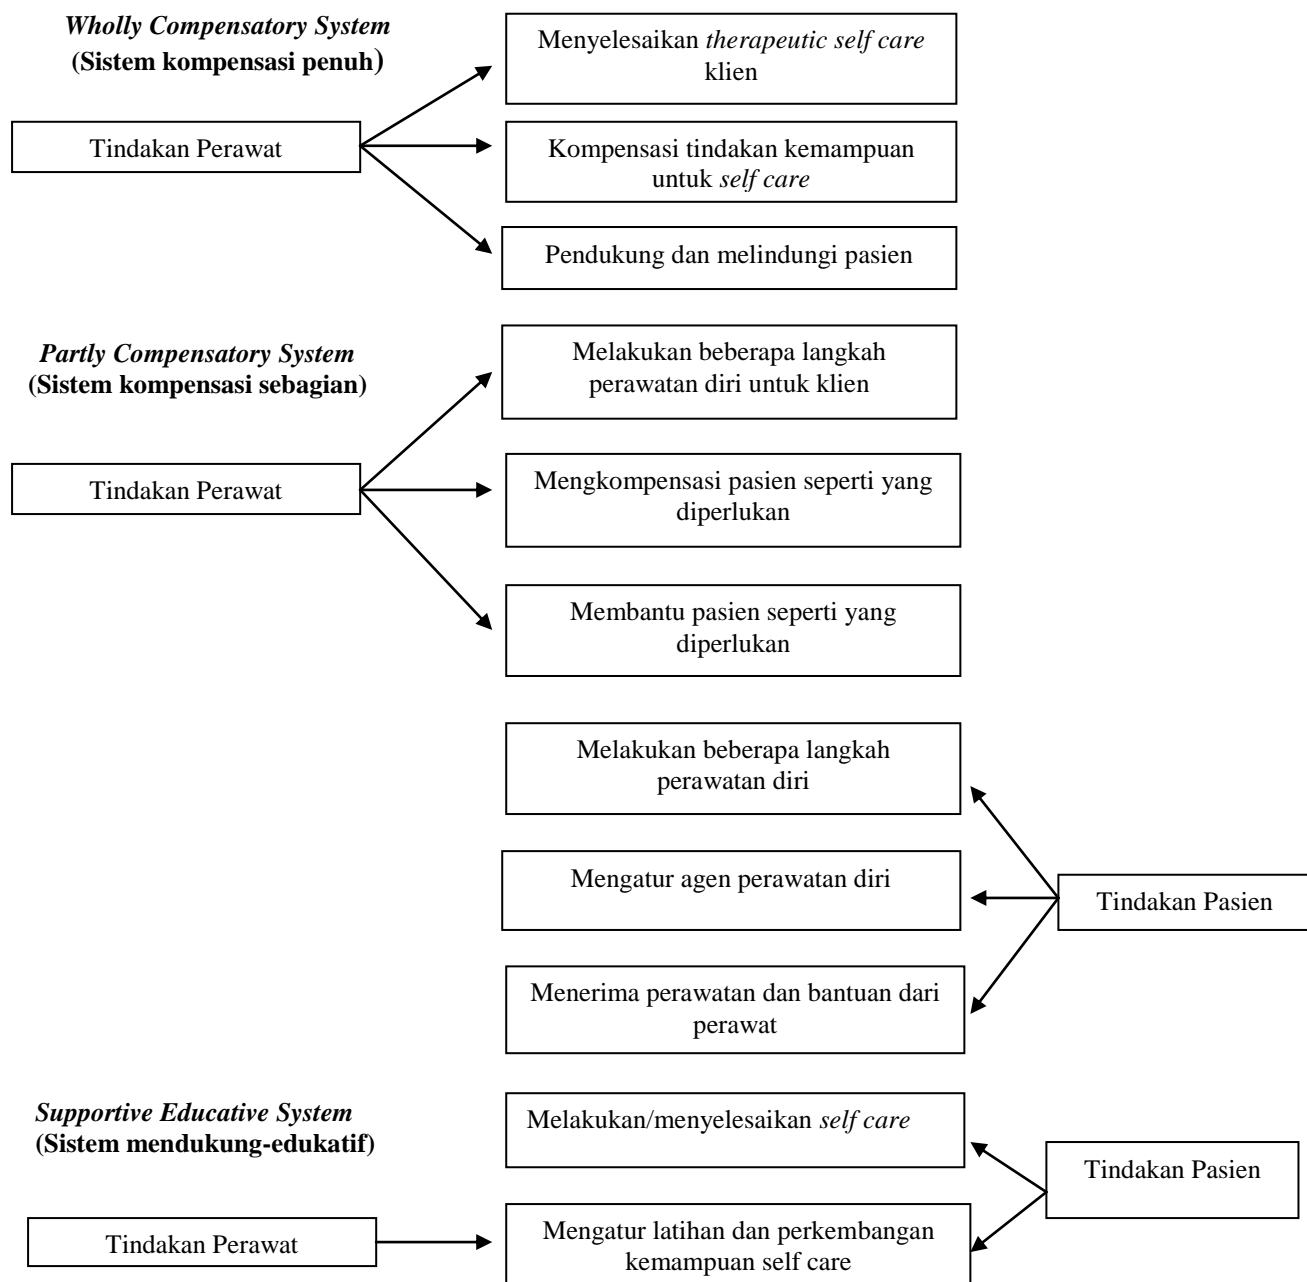 Wholly Compensatory System
(Sistem kompensasi penuh)
Tindakan Perawat
Menyelesaikan therapeutic self care
klien
Kompensasi tindakan kemampuan
untuk self care
Pendukung dan melindungi pasien
Partly Compensatory System
(Sistem kompensasi sebagian)
Tindakan Perawat
Melakukan beberapa langkah
perawatan diri untuk klien
Mengkompensasi pasien seperti yang
diperlukan
Membantu pasien seperti yang
diperlukan
Melakukan beberapa langkah
perawatan diri
Mengatur agen perawatan diri
Menerima perawatan dan bantuan dari
perawat
Tindakan Pasien
Supportive Educative System
(Sistem mendukung-edukatif)
Melakukan/menyelesaikan self care
Tindakan Pasien
Tindakan Perawat
Mengatur latihan dan perkembangan
kemampuan self care